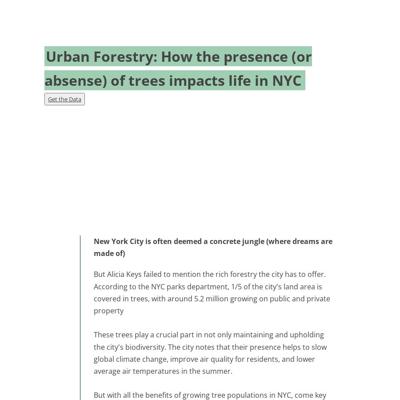 Urban Forestry: How the presence (or
absense) of trees impacts life in NYC
Get the Data
New York City is often deemed a concrete jungle (where dreams are
made of)
But Alicia Keys failed to mention the rich forestry the city has to offer.
According to the NYC parks department, 1/5 of the city's land area is
covered in trees, with around 5.2 million growing on public and private
property
These trees play a crucial part in not only maintaining and upholding
the city's biodiversity. The city notes that their presence helps to slow
global climate change, improve air quality for residents, and lower
average air temperatures in the summer.
But with all the benefits of growing tree populations in NYC, come key